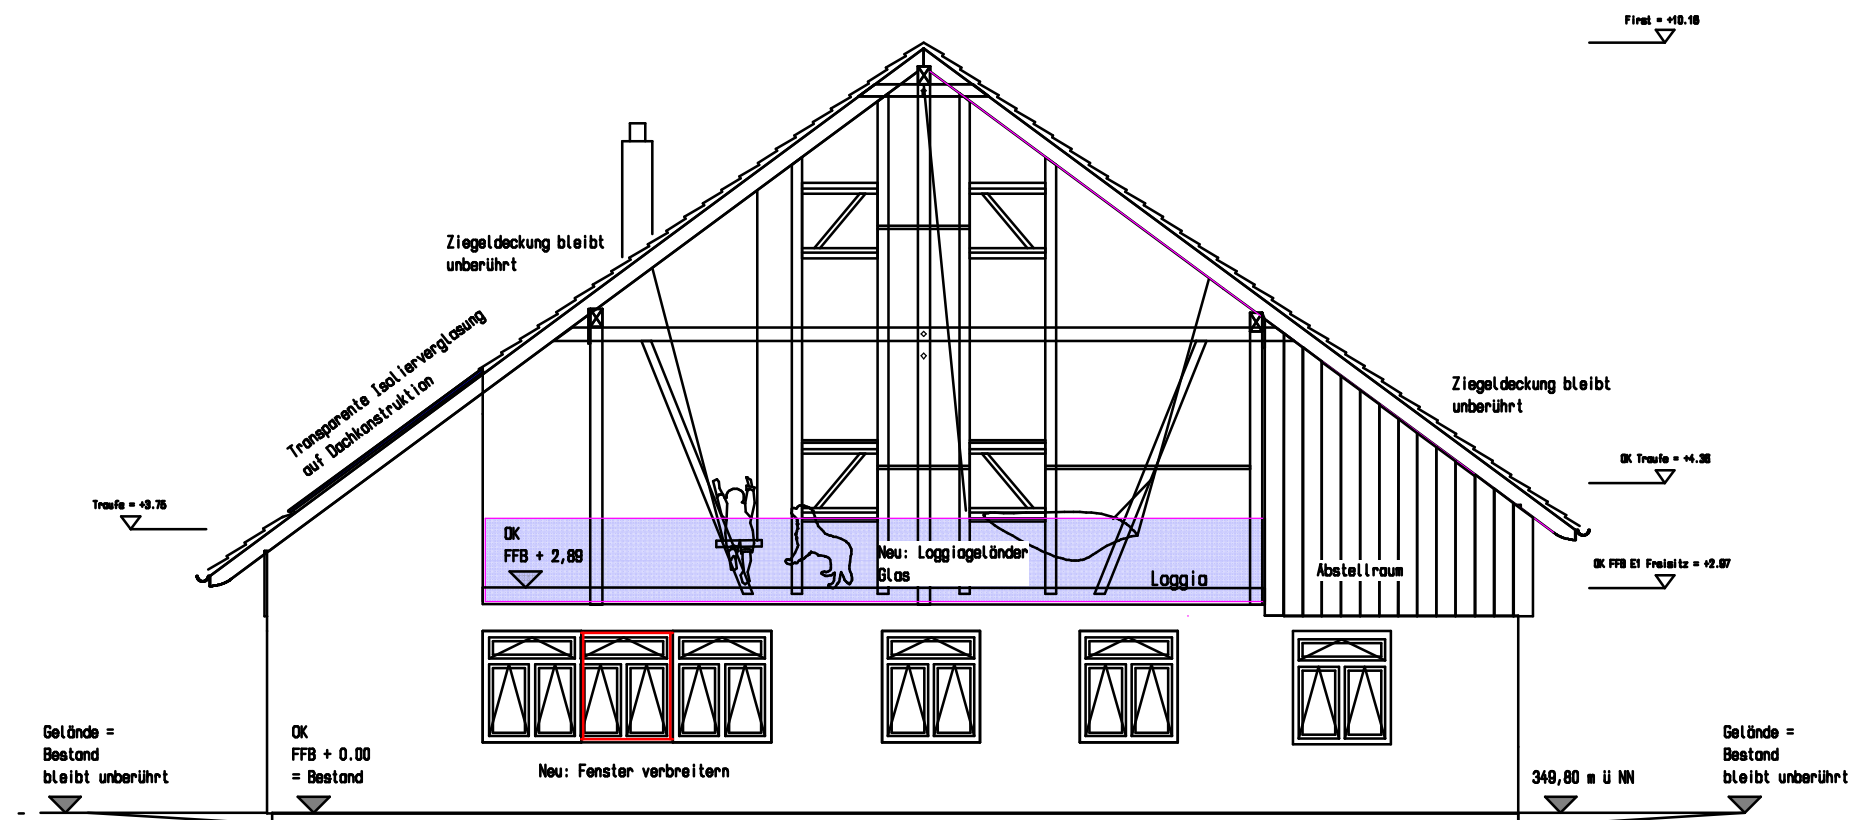 First = +10.16
Ziegeldeckung bleibt
unberührt
Transparente Isolierverglasung
auf Dachkonstruktion
Ziegeldeckung bleibt
unberührt
OK Traufe = +4.36
Traufe = +3.75
OK
FFB + 2,89
Neu: Loggiageländer
Glas
Loggia
Abstellraum
OK FFB E1 Freisitz = +2.97
Gelände =
Bestand
bleibt unberührt
OK
FFB + 0.00
= Bestand
Neu: Fenster verbreitern
349,80 m ü NN
Gelände =
Bestand
bleibt unberührt